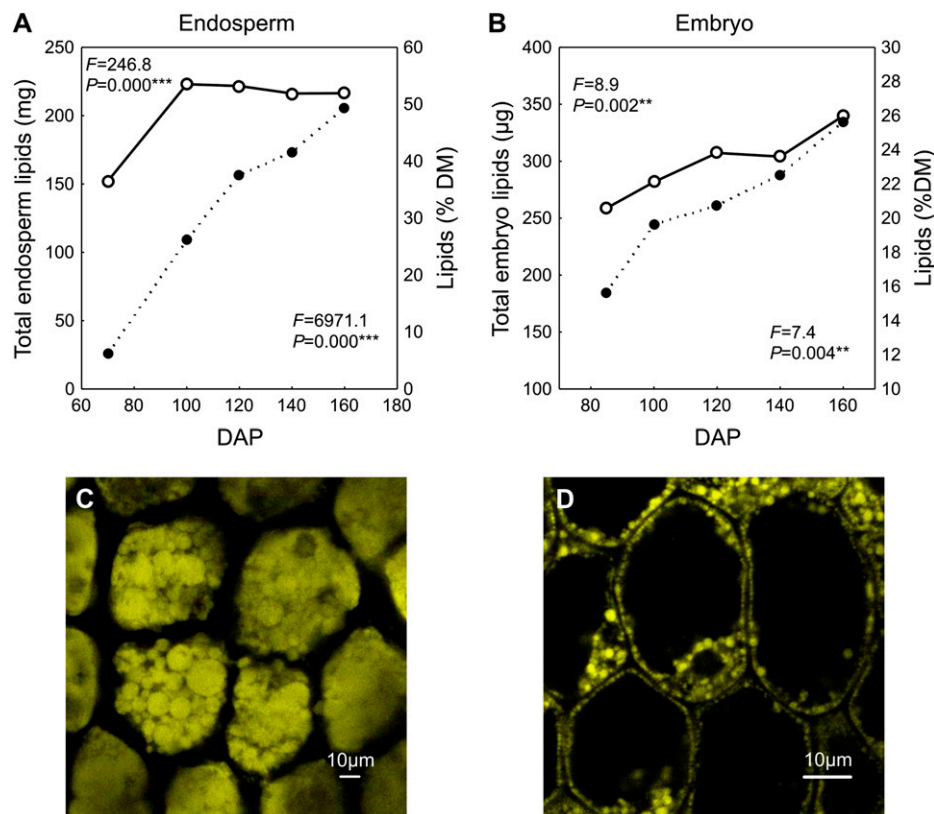 A
Endosperm
250
200
150
100
50
0
Total endosperm lipids (mg)
F=246.8
P=0.000***
F=6971.1
P=0.000***
60
50
40
30
20
10
0
Lipids (% DM)
60 80 100 120 140 160 180
DAP
B
Embryo
400
350
300
250
200
150
100
Total embryo lipids (µg)
F=8.9
P=0.002**
F=7.4
P=0.004**
30
28
26
24
22
20
18
16
14
12
10
Lipids (%DM)
80 100 120 140 160
DAP
C
10µm
D
10µm